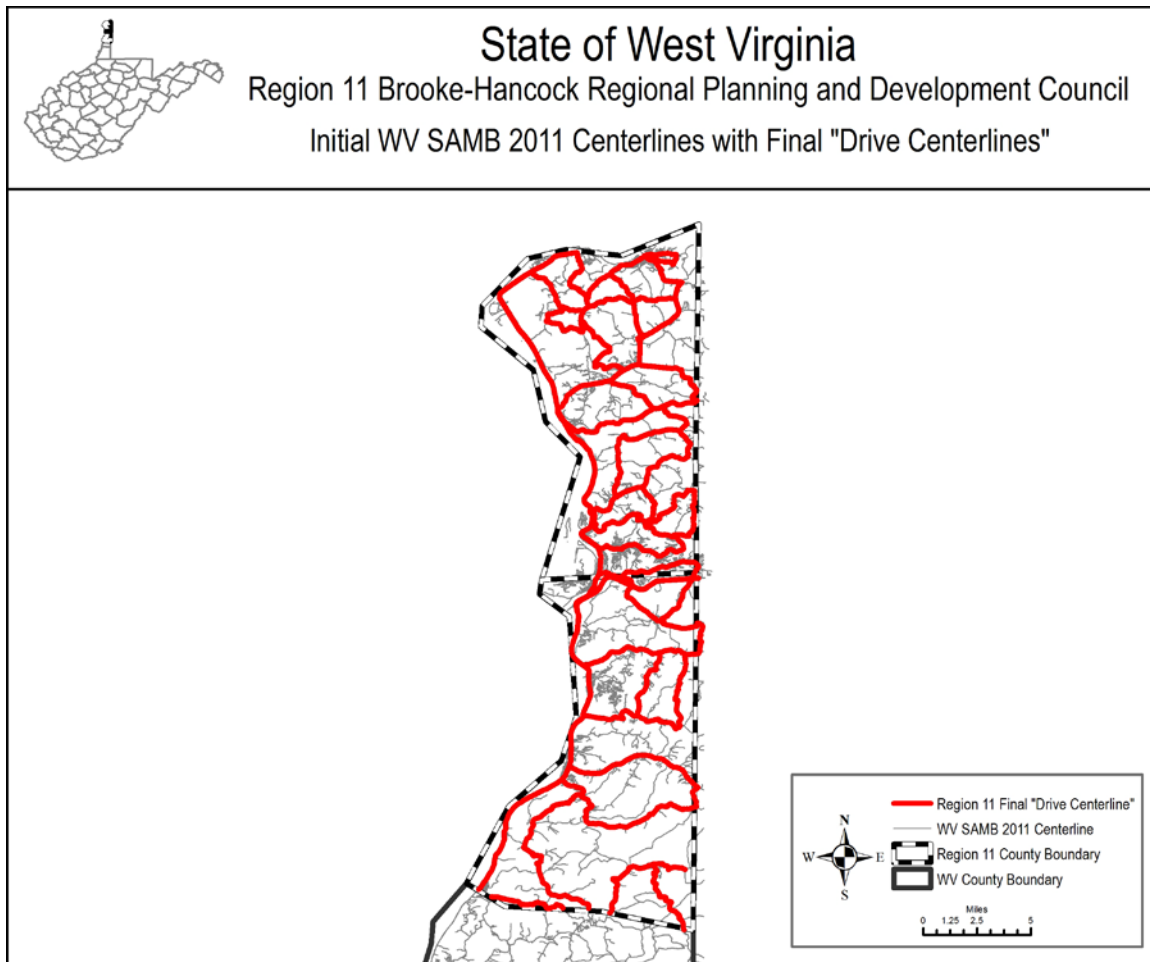 State of West Virginia
Region 11 Brooke-Hancock Regional Planning and Development Council
Initial WV SAMB 2011 Centerlines with Final "Drive Centerlines"
N
W E
S
Region 11 Final "Drive Centerline"
WV SAMB 2011 Centerline
Region 11 County Boundary
WV County Boundary
Miles
0 1.25 2.5 5